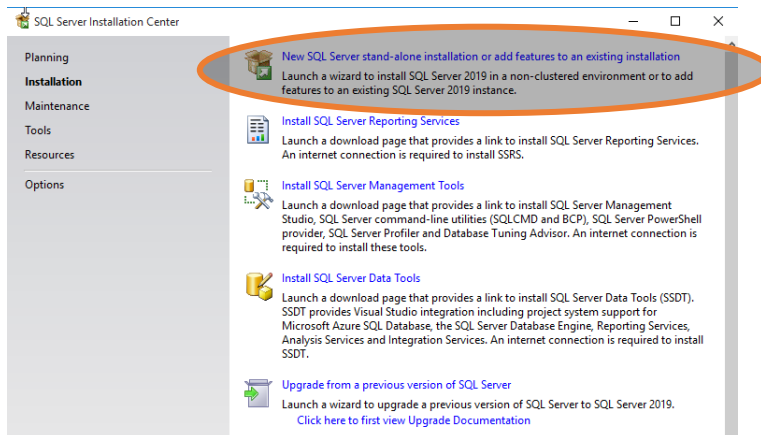 SQL Server Installation Center
Planning
Installation
Maintenance
Tools
Resources
Options
New SQL Server stand-alone installation or add features to an existing installation
Launch a wizard to install SQL Server 2019 in a non-clustered environment or to add
features to an existing SQL Server 2019 instance.
Install SQL Server Reporting Services
Launch a download page that provides a link to install SQL Server Reporting Services.
An internet connection is required to install SSRS.
Install SQL Server Management Tools
Launch a download page that provides a link to install SQL Server Management
Studio, SQL Server command-line utilities (SQLCMD and BCP), SQL Server PowerShell
provider, SQL Server Profiler and Database Tuning Advisor. An internet connection is
required to install these tools.
Install SQL Server Data Tools
Launch a download page that provides a link to install SQL Server Data Tools (SSDT).
SSDT provides Visual Studio integration including project system support for
Microsoft Azure SQL Database, the SQL Server Database Engine, Reporting Services,
Analysis Services and Integration Services. An internet connection is required to install
SSDT.
Upgrade from a previous version of SQL Server
Launch a wizard to upgrade a previous version of SQL Server to SQL Server 2019.
Click here to first view Upgrade Documentation